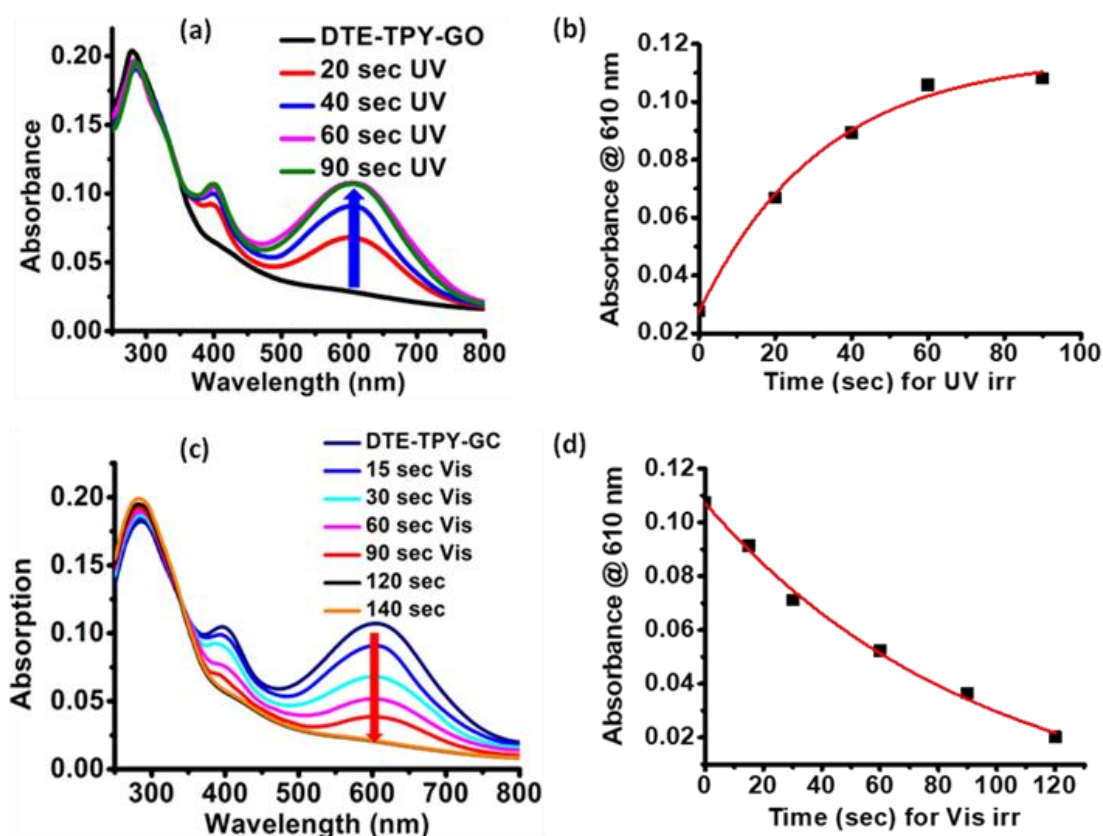 (a)
DTE-TPY-GO
20 sec UV
40 sec UV
60 sec UV
90 sec UV
Absorbance
0.20
0.15
0.10
0.05
0.00
300 400 500 600 700 800
Wavelength (nm)
(b)
Absorbance @ 610 nm
0.12
0.10
0.08
0.06
0.04
0.02
0 20 40 60 80 100
Time (sec) for UV irr
(c)
DTE-TPY-GC
15 sec Vis
30 sec Vis
60 sec Vis
90 sec Vis
120 sec
140 sec
Absorption
0.20
0.15
0.10
0.05
0.00
300 400 500 600 700 800
Wavelength (nm)
(d)
Absorbance @ 610 nm
0.12
0.10
0.08
0.06
0.04
0.02
0 20 40 60 80 100 120
Time (sec) for Vis irr